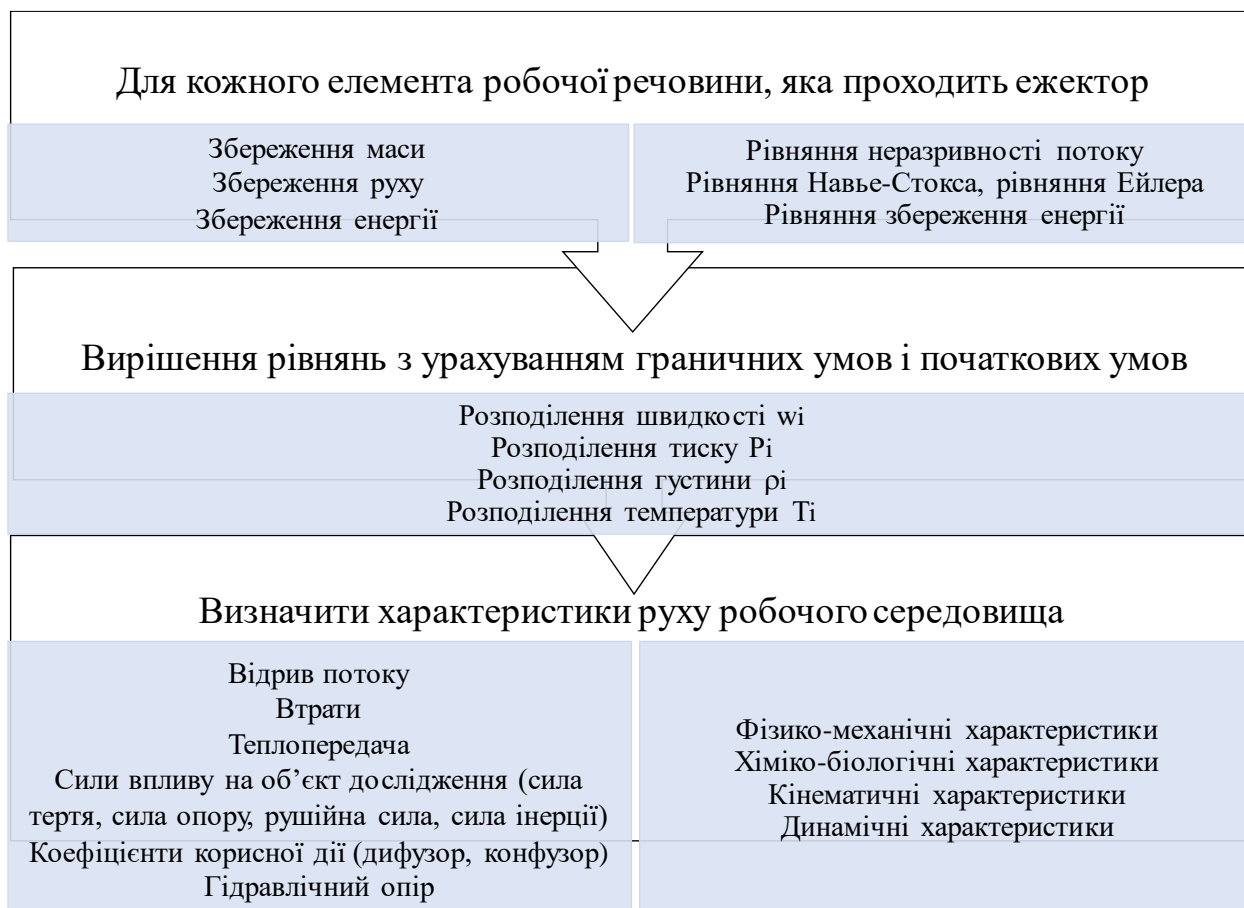 Для кожного елемента робочої речовини, яка проходить ежектор
Збереження маси
Збереження руху
Збереження енергії
Рівняння неразривності потоку
Рівняння Навье-Стокса, рівняння Ейлера
Рівняння збереження енергії
Вирішення рівнянь з урахуванням граничних умов і початкових умов
Розподілення швидкості wi
Розподілення тиску Pi
Розподілення густини ρi
Розподілення температури Ti
Визначити характеристики руху робочого середовища
Відрив потоку
Втрати
Теплопередача
Сили впливу на об’єкт дослідження (сила
тертя, сила опору, рушійна сила, сила інерції)
Коефіцієнти корисної дії (дифузор, конфузор)
Гідравлічний опір
Фізико-механічні характеристики
Хіміко-біологічні характеристики
Кінематичні характеристики
Динамічні характеристики